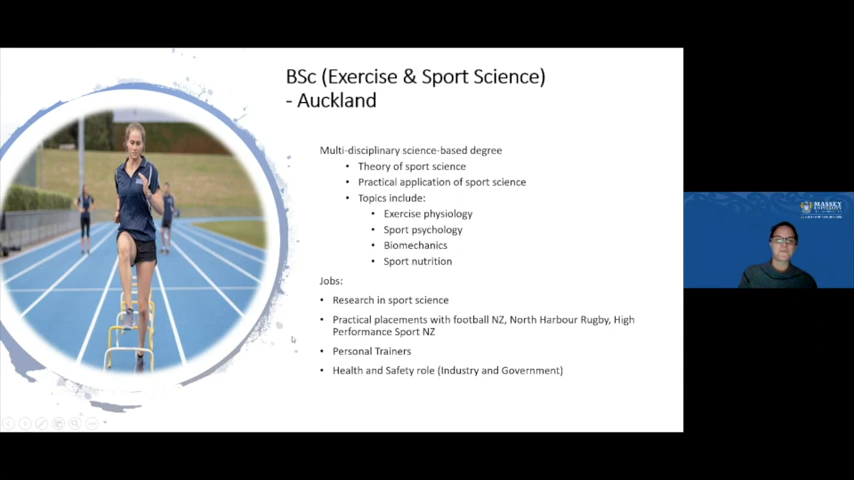 BSc (Exercise & Sport Science)
- Auckland
Multi-disciplinary science-based degree
• Theory of sport science
• Practical application of sport science
• Topics include:
• Exercise physiology
• Sport psychology
• Biomechanics
• Sport nutrition
Jobs:
• Research in sport science
• Practical placements with football NZ, North Harbour Rugby, High
Performance Sport NZ
• Personal Trainers
• Health and Safety role (Industry and Government)
MASSEY
UNIVERSITY